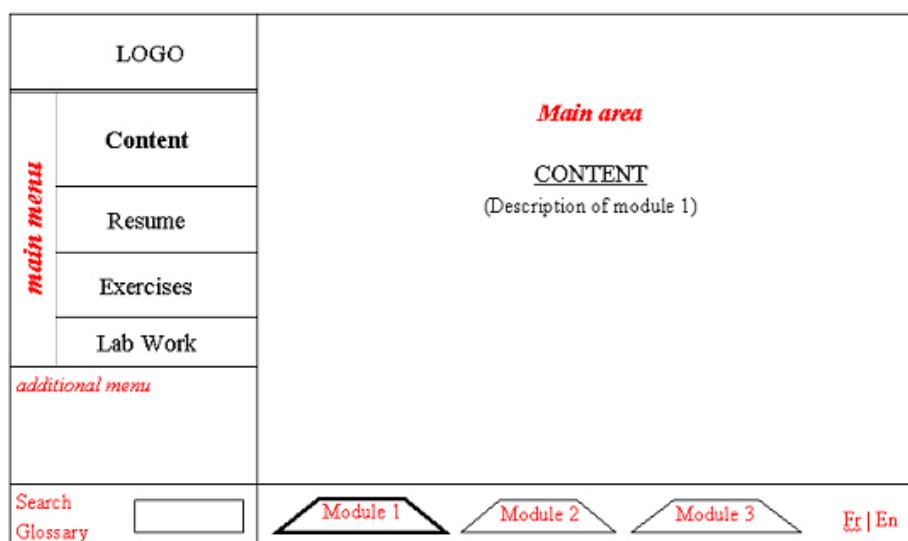 LOGO
main menu
Content
Resume
Exercises
Lab Work
additional menu
Search
Glossary
Main area
CONTENT
(Description of module 1)
Module 1
Module 2
Module 3
Fr | En